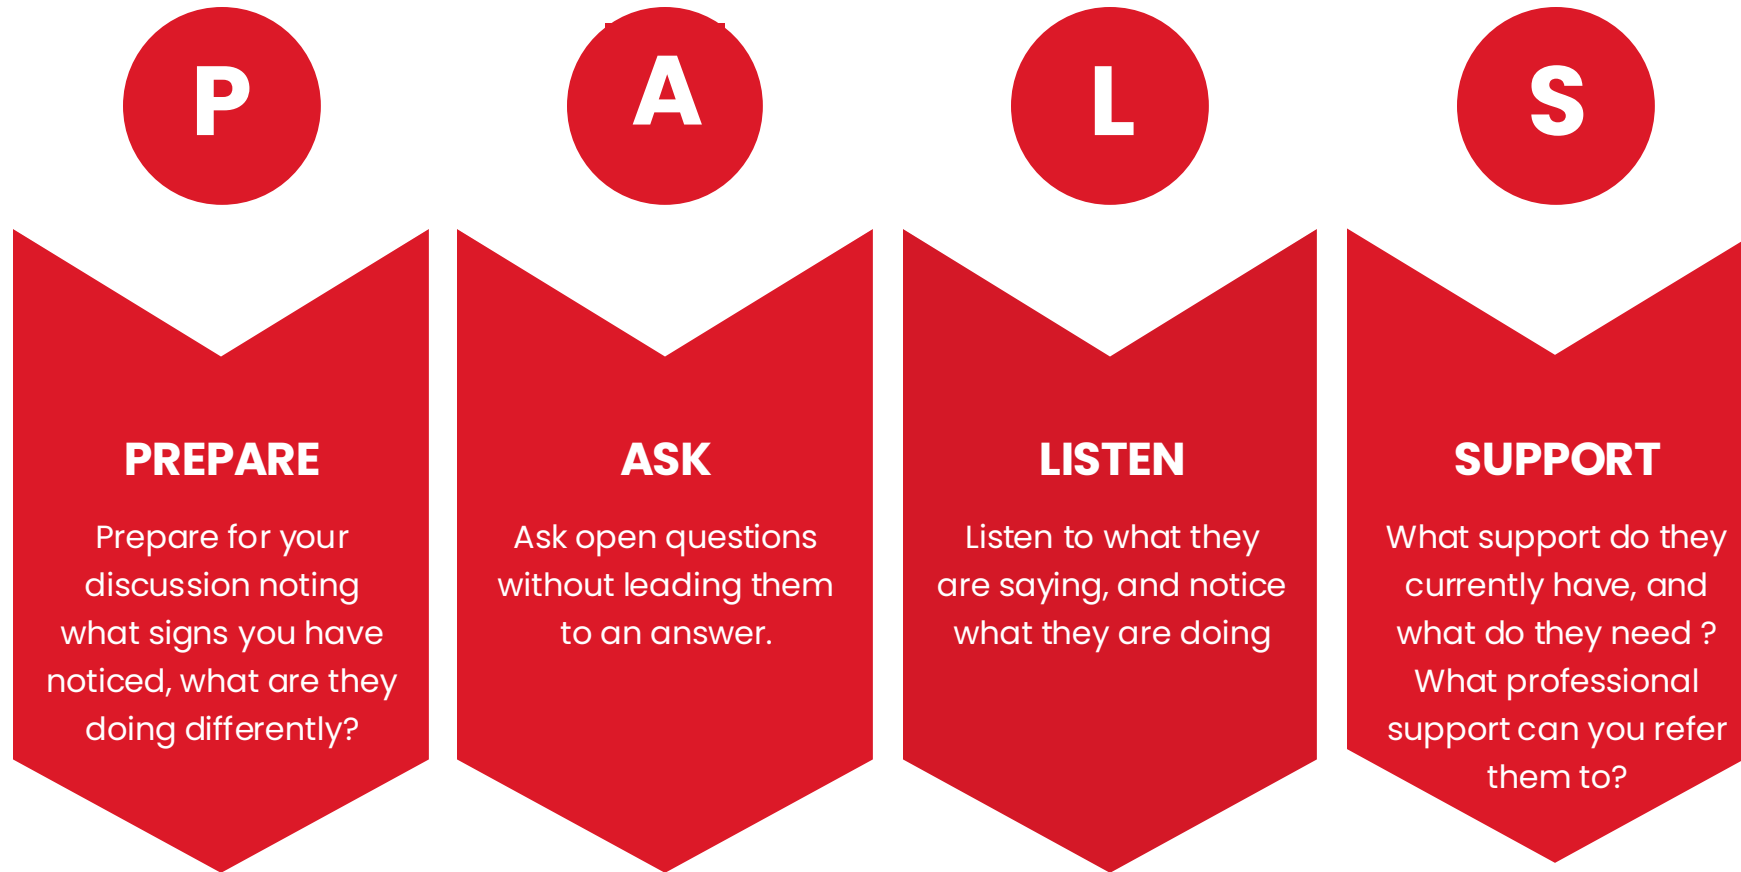 P
A
L
S
PREPARE
Prepare for your
discussion noting
what signs you have
noticed, what are they
doing differently?
ASK
Ask open questions
without leading them
to an answer.
LISTEN
Listen to what they
are saying, and notice
what they are doing
SUPPORT
What support do they
currently have, and
what do they need ?
What professional
support can you refer
them to?